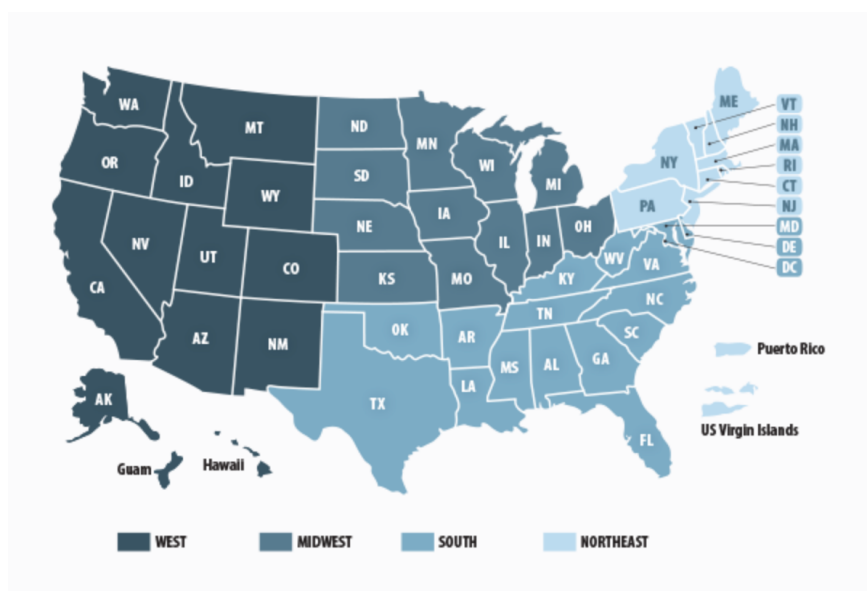 WA
MT
ND
MN
ME
VT
NH
MA
RI
CT
NJ
MD
DE
DC
OR
ID
WY
SD
WI
MI
NY
PA
NV
UT
CO
NE
IA
IL
IN
OH
WV
VA
CA
KS
MO
KY
NC
AZ
NM
OK
AR
TN
SC
MS
AL
GA
TX
LA
FL
AK
Puerto Rico
US Virgin Islands
Guam
Hawaii
WEST
MIDWEST
SOUTH
NORTHEAST